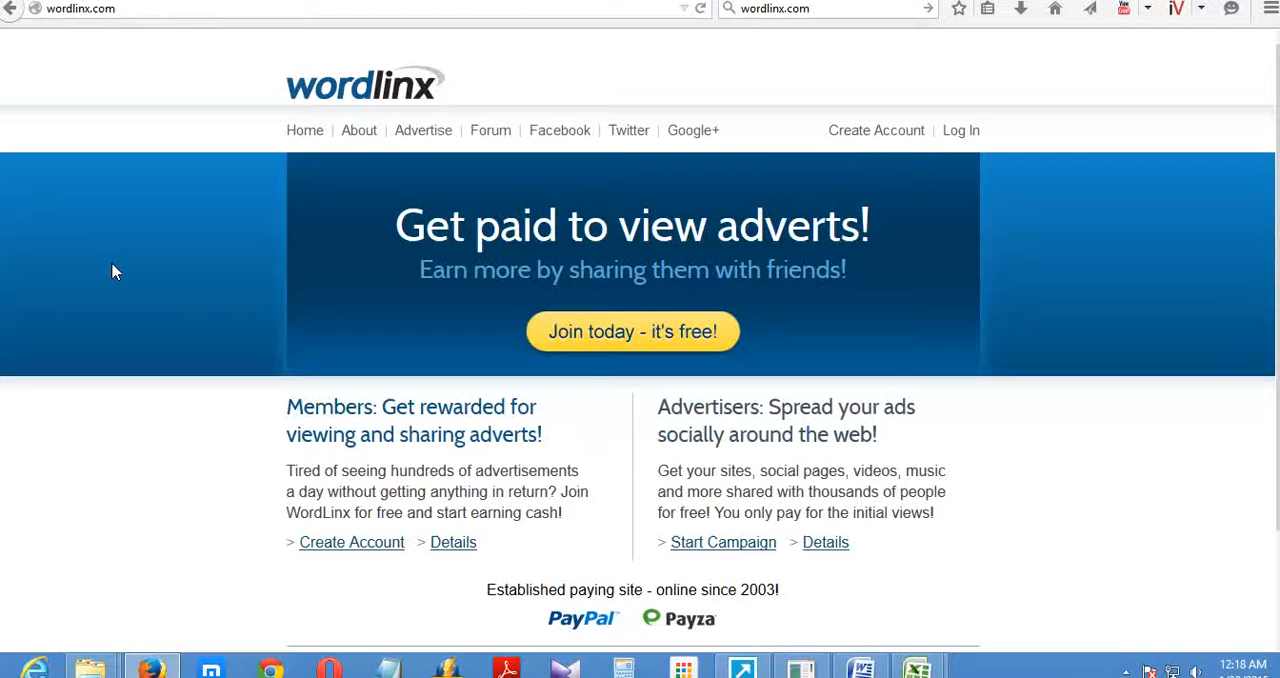 wordlinx.com
wordlinx.com
You
iV
wordlinx
Home | About | Advertise | Forum | Facebook | Twitter | Google+
Create Account | Log In
Get paid to view adverts!
Earn more by sharing them with friends!
Join today - it's free!
Members: Get rewarded for
viewing and sharing adverts!
Tired of seeing hundreds of advertisements
a day without getting anything in return? Join
WordLinx for free and start earning cash!
> Create Account > Details
Advertisers: Spread your ads
socially around the web!
Get your sites, social pages, videos, music
and more shared with thousands of people
for free! You only pay for the initial views!
> Start Campaign > Details
Established paying site - online since 2003!
PayPal Payza
12:18 AM